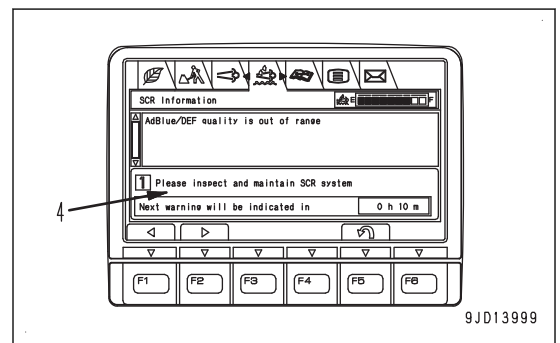 SCR Information
E F
AdBlue/DEF quality is out of range
1 Please inspect and maintain SCR system
Next warning will be indicated in 0 h 10 m
4
F1 F2 F3 F4 F5 F6
9JD13999